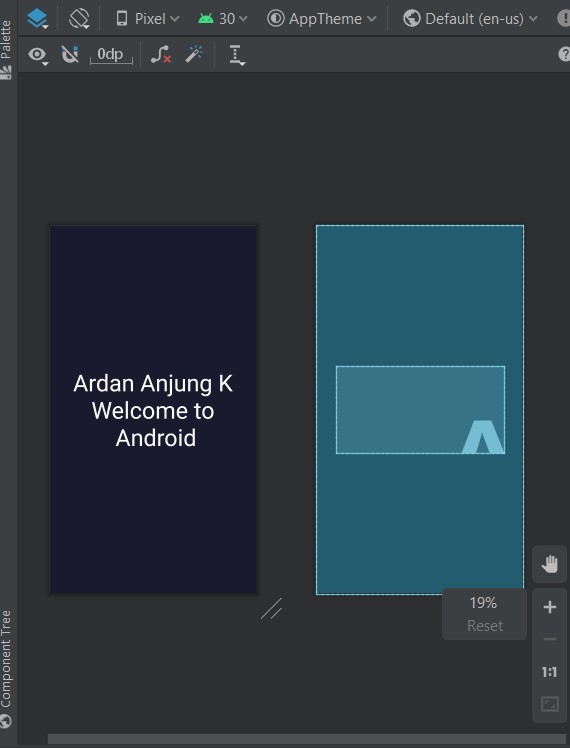 Palette
Pixel
30
AppTheme
Default (en-us)
0dp
Ardan Anjung K
Welcome to
Android
19%
Reset
1:1
Component Tree